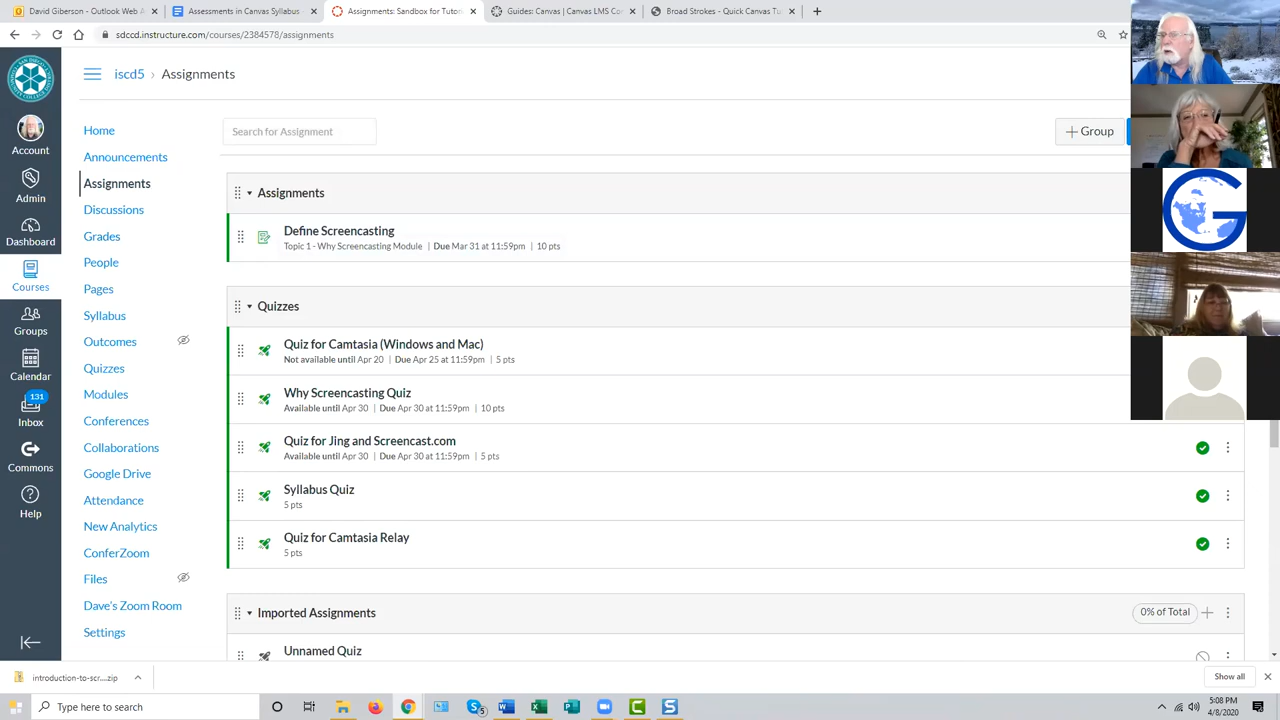 David Giberson - Outlook Web A
Assessments in Canvas Syllabus
Assignments: Sandbox for Tutor
Guides: Canvas | Canvas LMS Co
Broad Strokes - Quick Canvas Tu
sdccd.instructure.com/courses/2384578/assignments
iscd5 › Assignments
Account
Admin
Dashboard
Courses
Groups
Calendar
131
Inbox
Commons
Help
Home
Announcements
Assignments
Discussions
Grades
People
Pages
Syllabus
Outcomes
Quizzes
Modules
Conferences
Collaborations
Google Drive
Attendance
New Analytics
ConferZoom
Files
Dave's Zoom Room
Settings
Search for Assignment
+ Group
Assignments
Define Screencasting
Topic 1 - Why Screencasting Module | Due Mar 31 at 11:59pm | 10 pts
Quizzes
Quiz for Camtasia (Windows and Mac)
Not available until Apr 20 | Due Apr 25 at 11:59pm | 5 pts
Why Screencasting Quiz
Available until Apr 30 | Due Apr 30 at 11:59pm | 10 pts
Quiz for Jing and Screencast.com
Available until Apr 30 | Due Apr 30 at 11:59pm | 5 pts
Syllabus Quiz
5 pts
Quiz for Camtasia Relay
5 pts
Imported Assignments
0% of Total
Unnamed Quiz
introduction-to-scr....zip
Show all
Type here to search
5
5:08 PM
4/8/2020